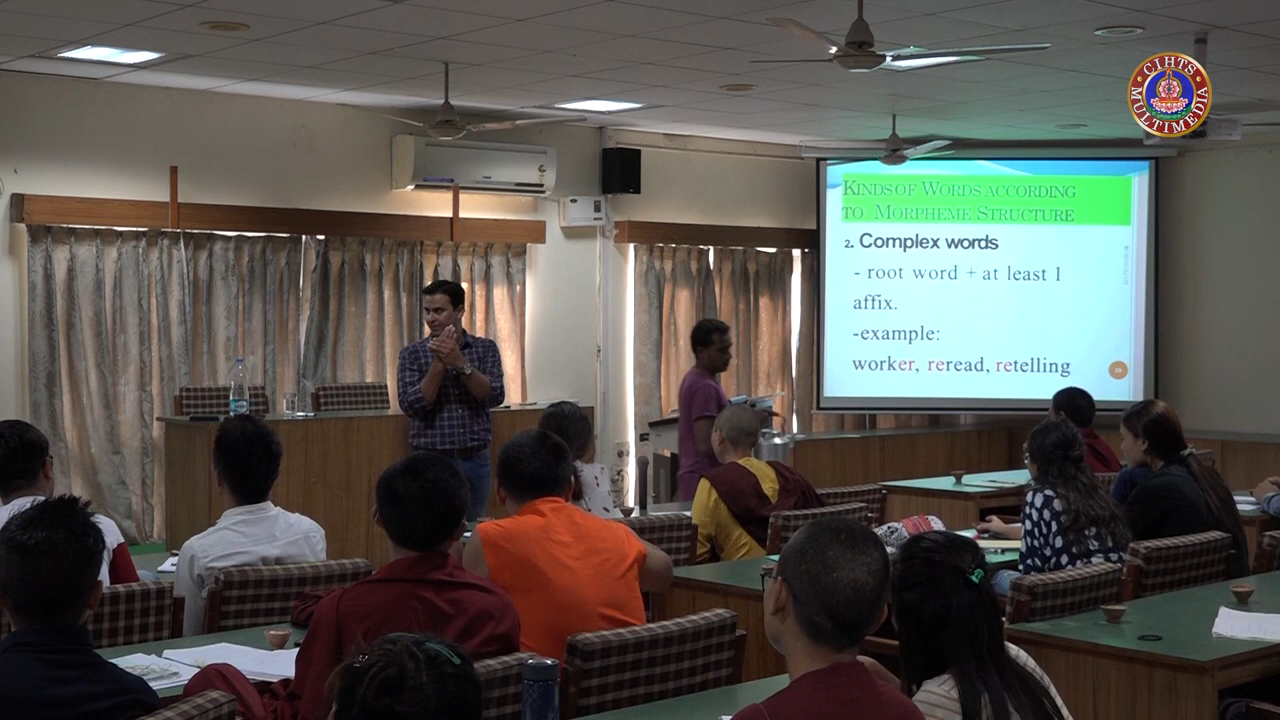 CIHTS
MULTIMEDIA
KINDS OF WORDS ACCORDING
TO MORPHEME STRUCTURE
2. Complex words
- root word + at least 1
affix.
-example:
worker, reread, retelling